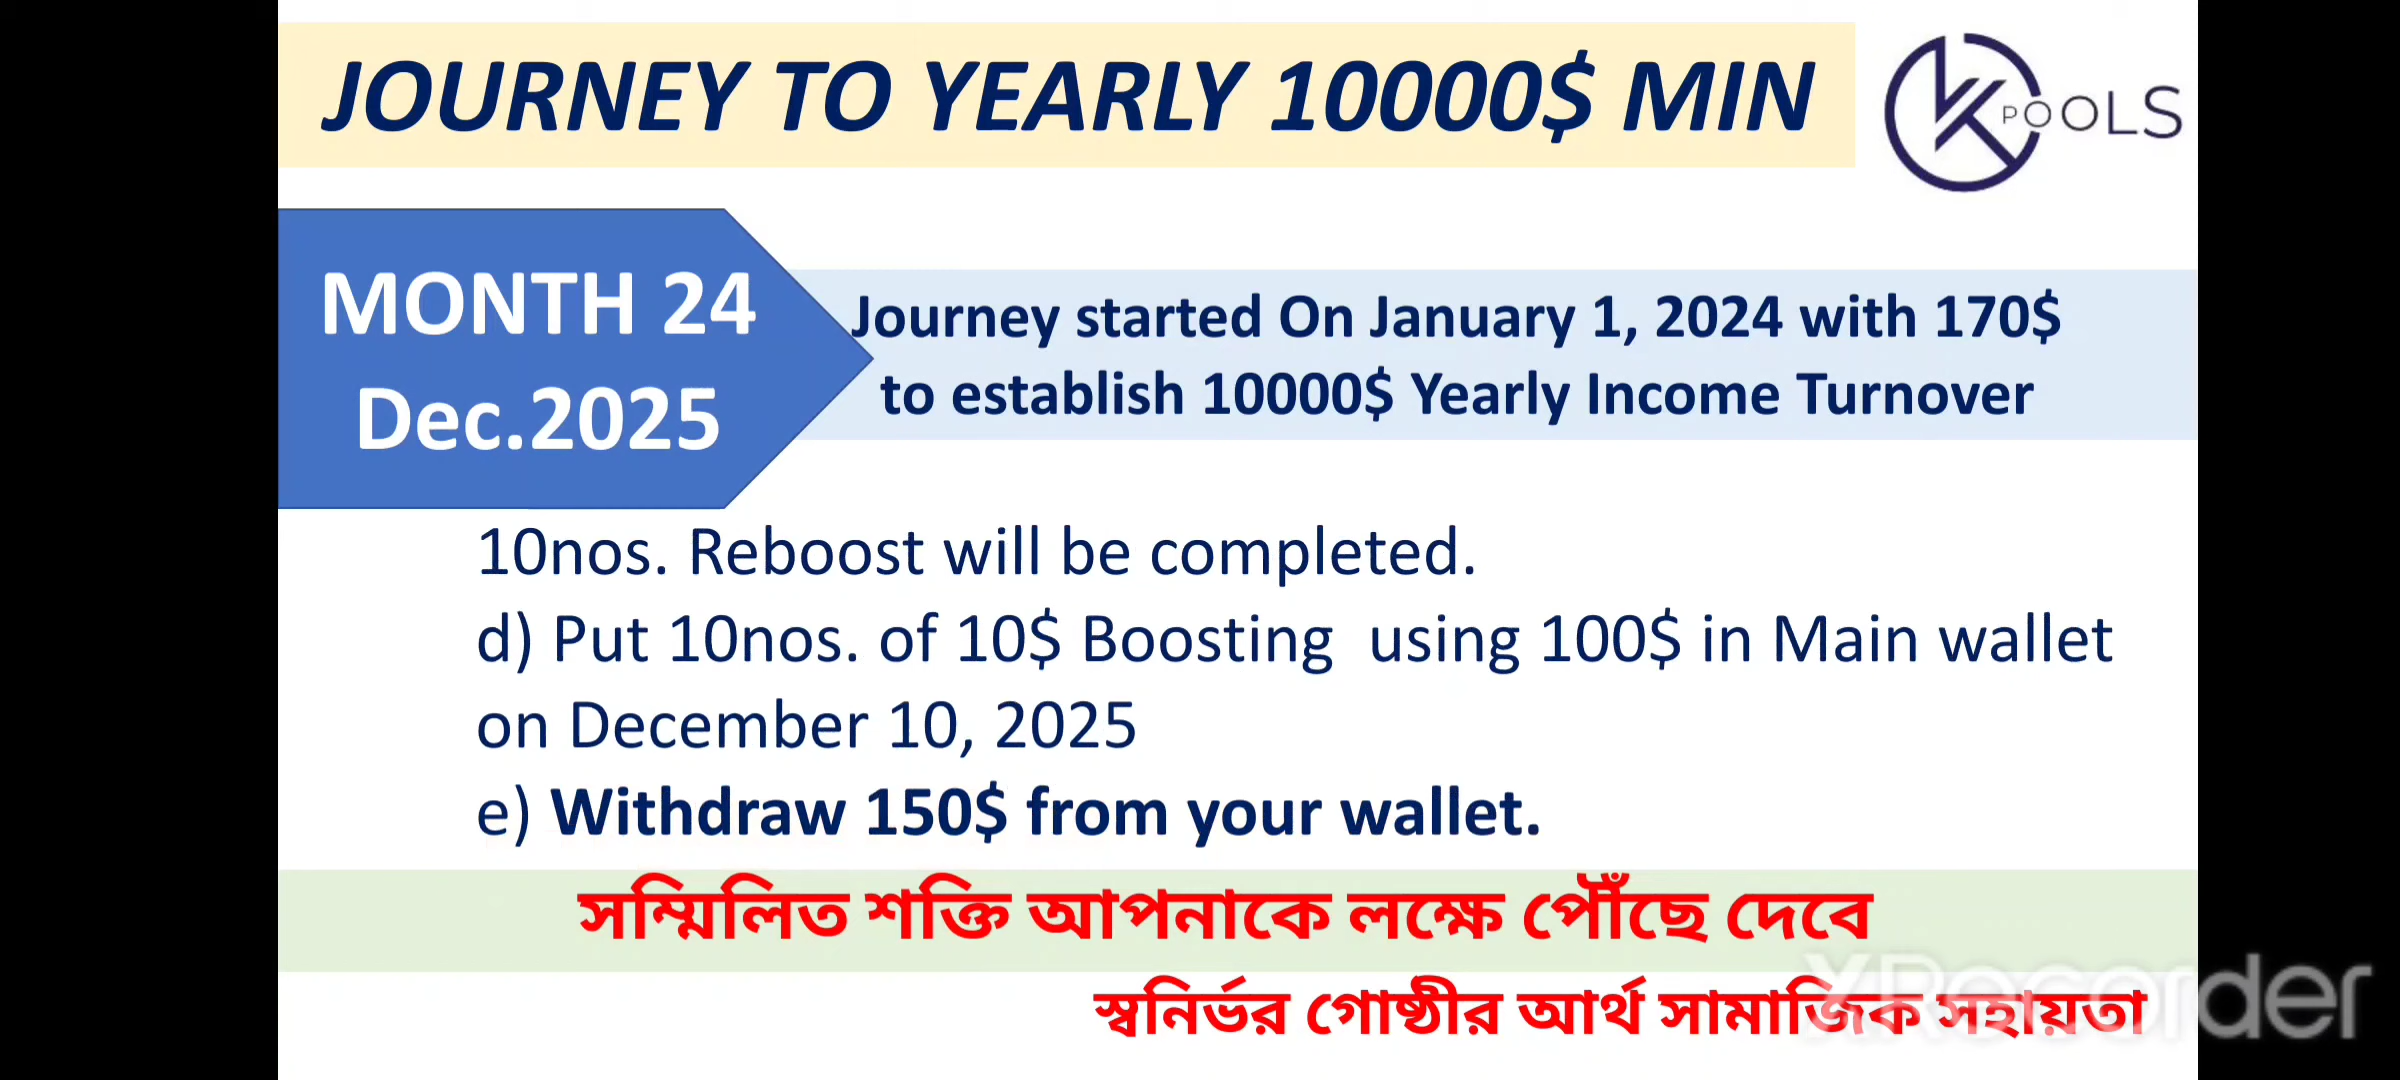 JOURNEY TO YEARLY 10000$ MIN
K POOLS
MONTH 24
Dec.2025
Journey started On January 1, 2024 with 170$
to establish 10000$ Yearly Income Turnover
10nos. Reboost will be completed.
d) Put 10nos. of 10$ Boosting using 100$ in Main wallet
on December 10, 2025
e) Withdraw 150$ from your wallet.
সম্মিলিত শক্তি আপনাকে লক্ষে পৌঁছে দেবে
স্বনির্ভর গোষ্ঠীর আর্থ সামাজিক সহায়তা
XRecorder